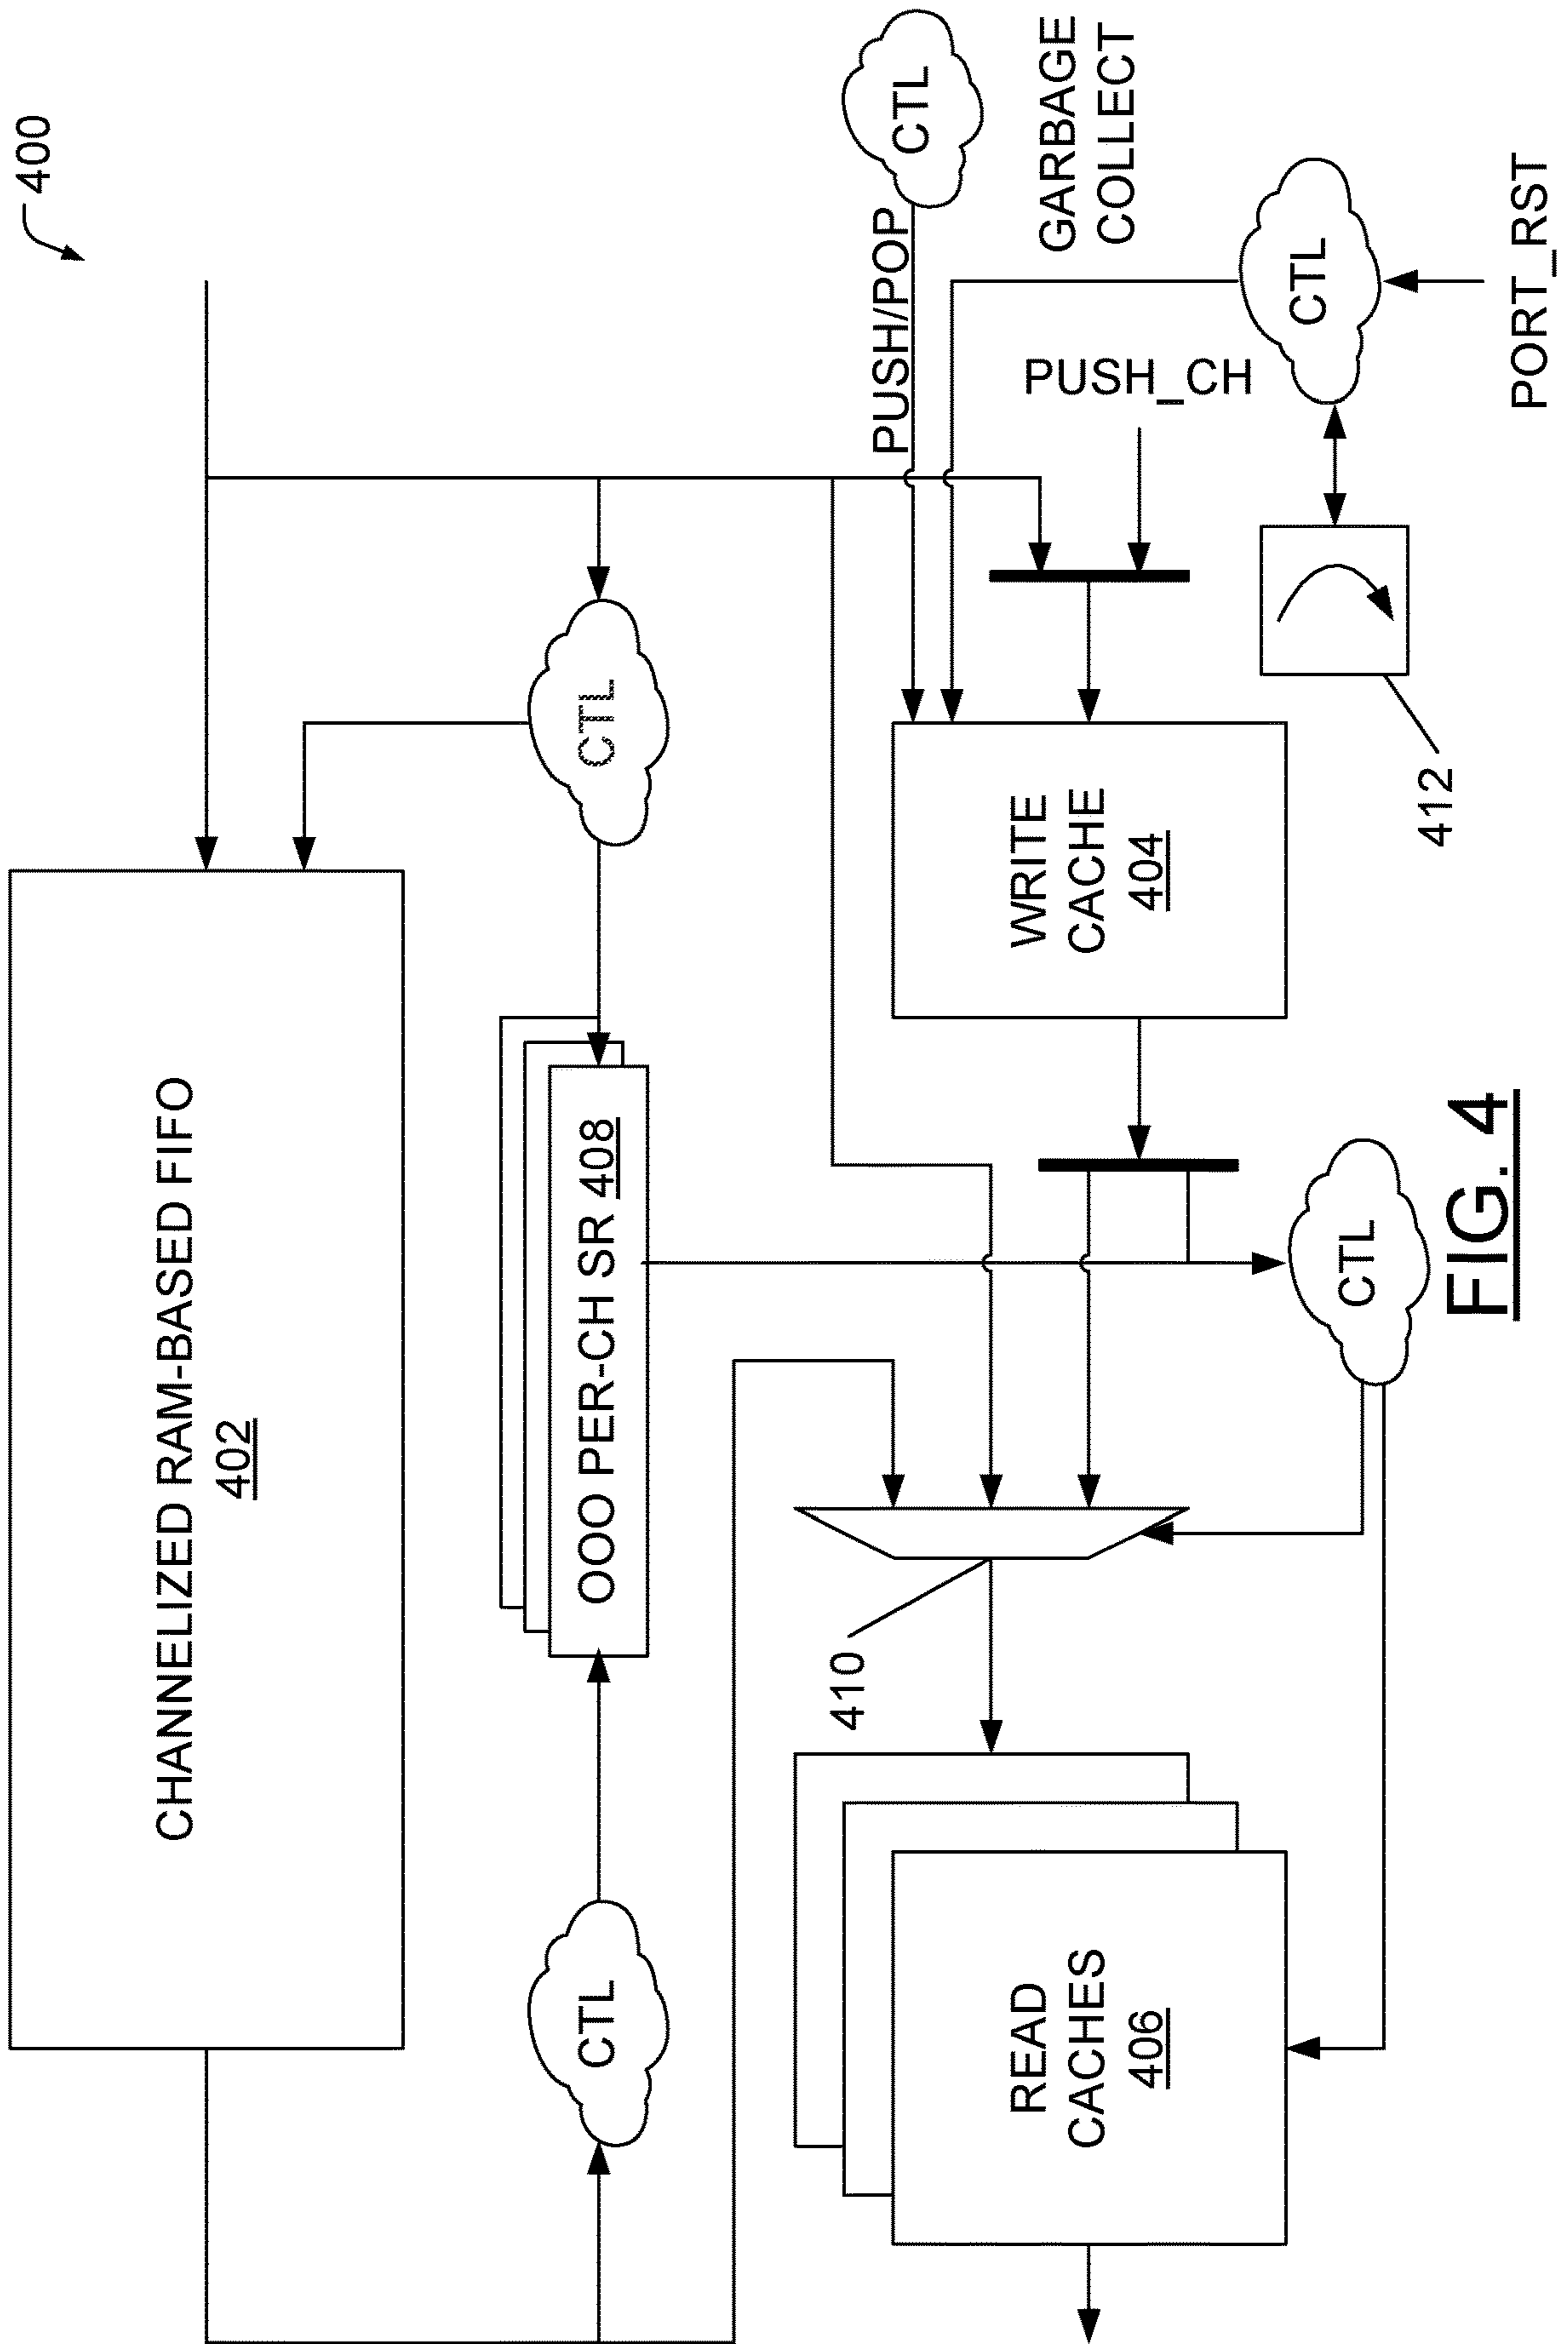 400
CHANNELIZED RAM-BASED FIFO
402
CTL
OOO PER-CH SR 408
CTL
410
PUSH/POP
CTL
READ
CACHES
406
WRITE
CACHE
404
PUSH_CH
GARBAGE
COLLECT
CTL
CTL
412
PORT_RST
FIG. 4